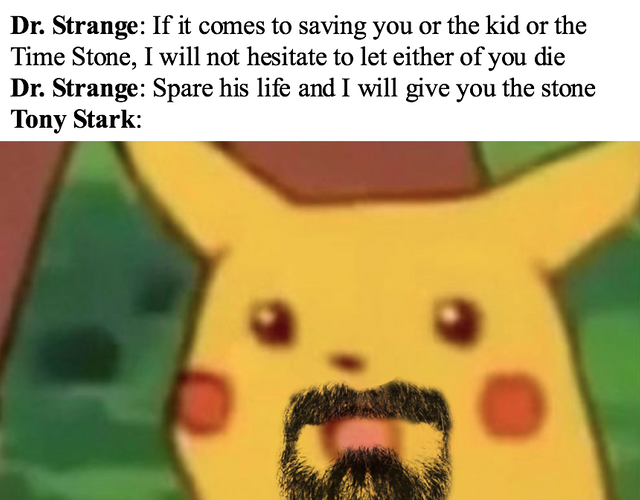 Dr. Strange: If it comes to saving you or the kid or the
Time Stone, I will not hesitate to let either of you die
Dr. Strange: Spare his life and I will give you the stone
Tony Stark: